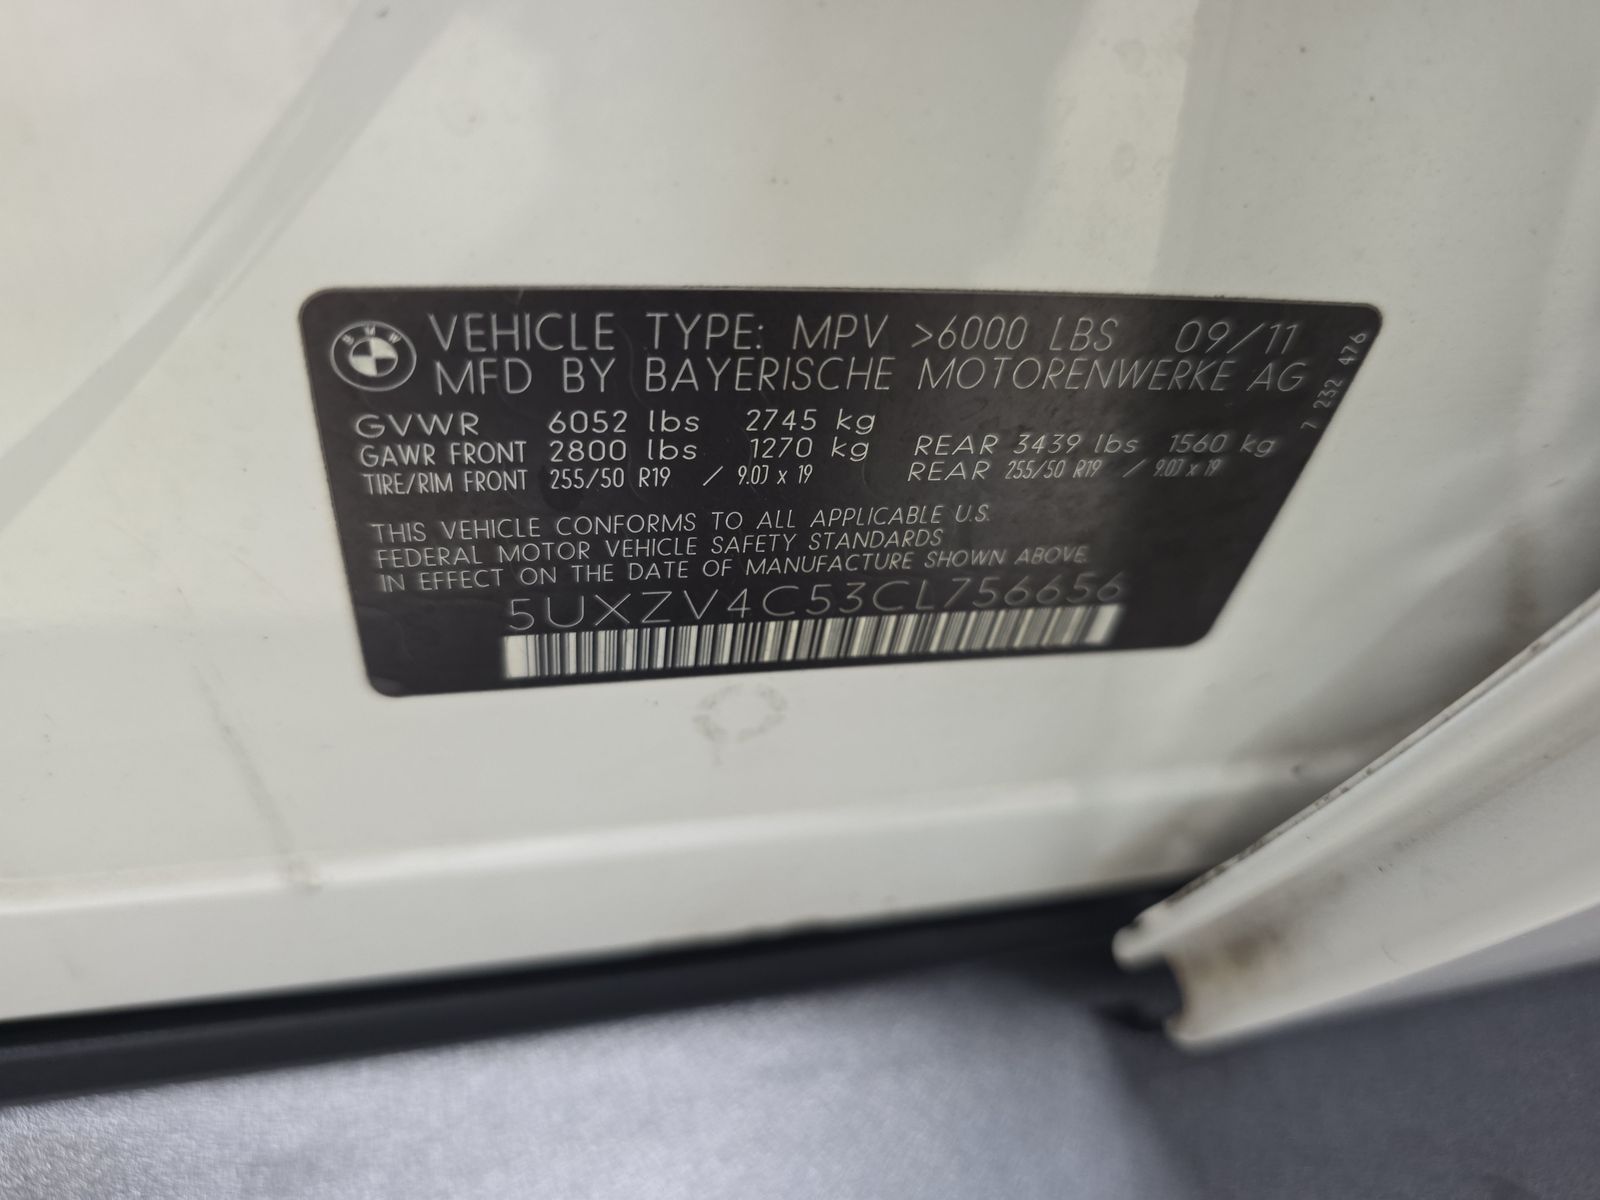 BMW
VEHICLE TYPE: MPV >6000 LBS 09/11
MFD BY BAYERISCHE MOTORENWERKE AG
GVWR 6052 lbs 2745 kg
GAWR FRONT 2800 lbs 1270 kg REAR 3439 lbs 1560 kg
TIRE/RIM FRONT 255/50 R19 / 9.0J x 19 REAR 255/50 R19 / 9.0J x 19
THIS VEHICLE CONFORMS TO ALL APPLICABLE U.S.
FEDERAL MOTOR VEHICLE SAFETY STANDARDS
IN EFFECT ON THE DATE OF MANUFACTURE SHOWN ABOVE.
5UXZV4C53CL756656
7 232 476